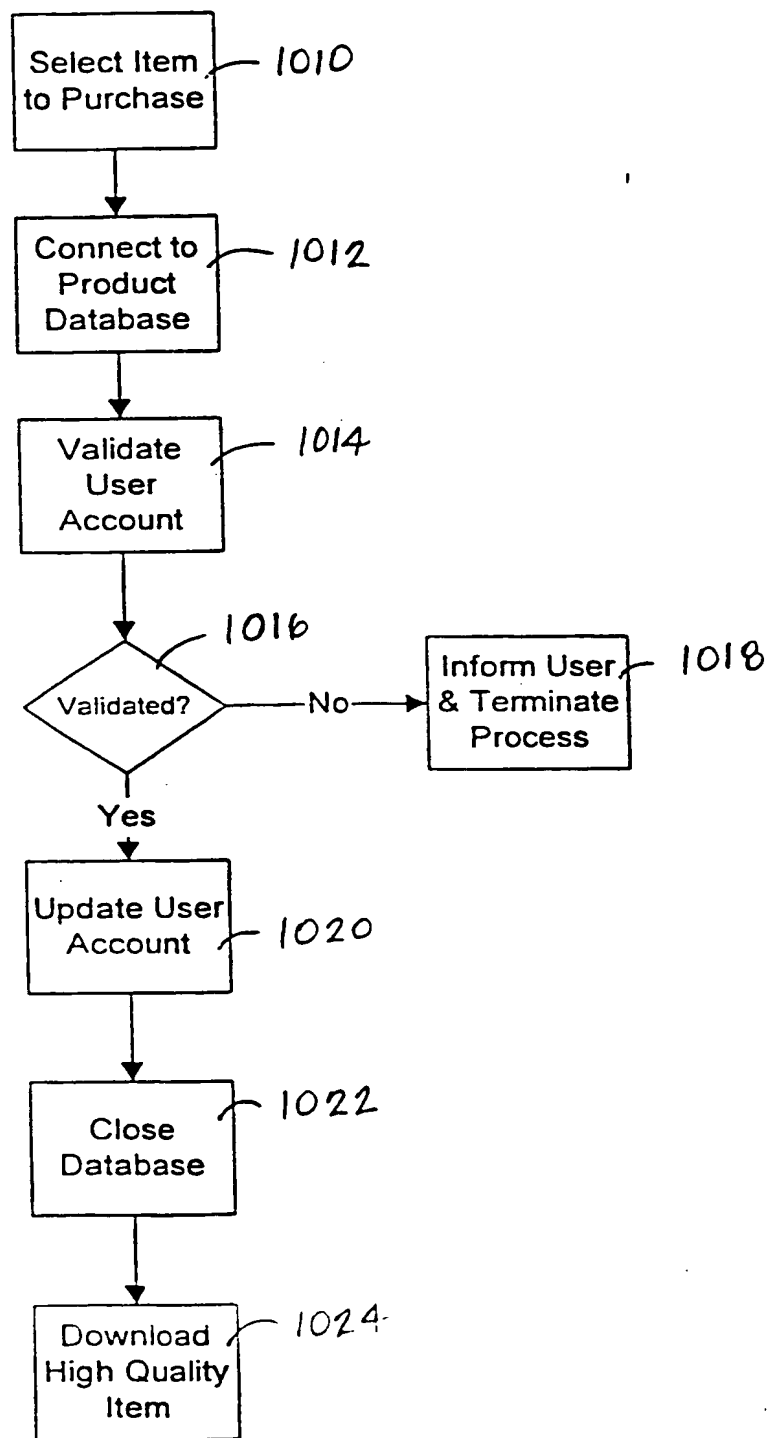 Select Item
to Purchase
1010
Connect to
Product
Database
1012
Validate
User
Account
1014
Validated?
1016
No
Inform User
& Terminate
Process
1018
Yes
Update User
Account
1020
Close
Database
1022
Download
High Quality
Item
1024